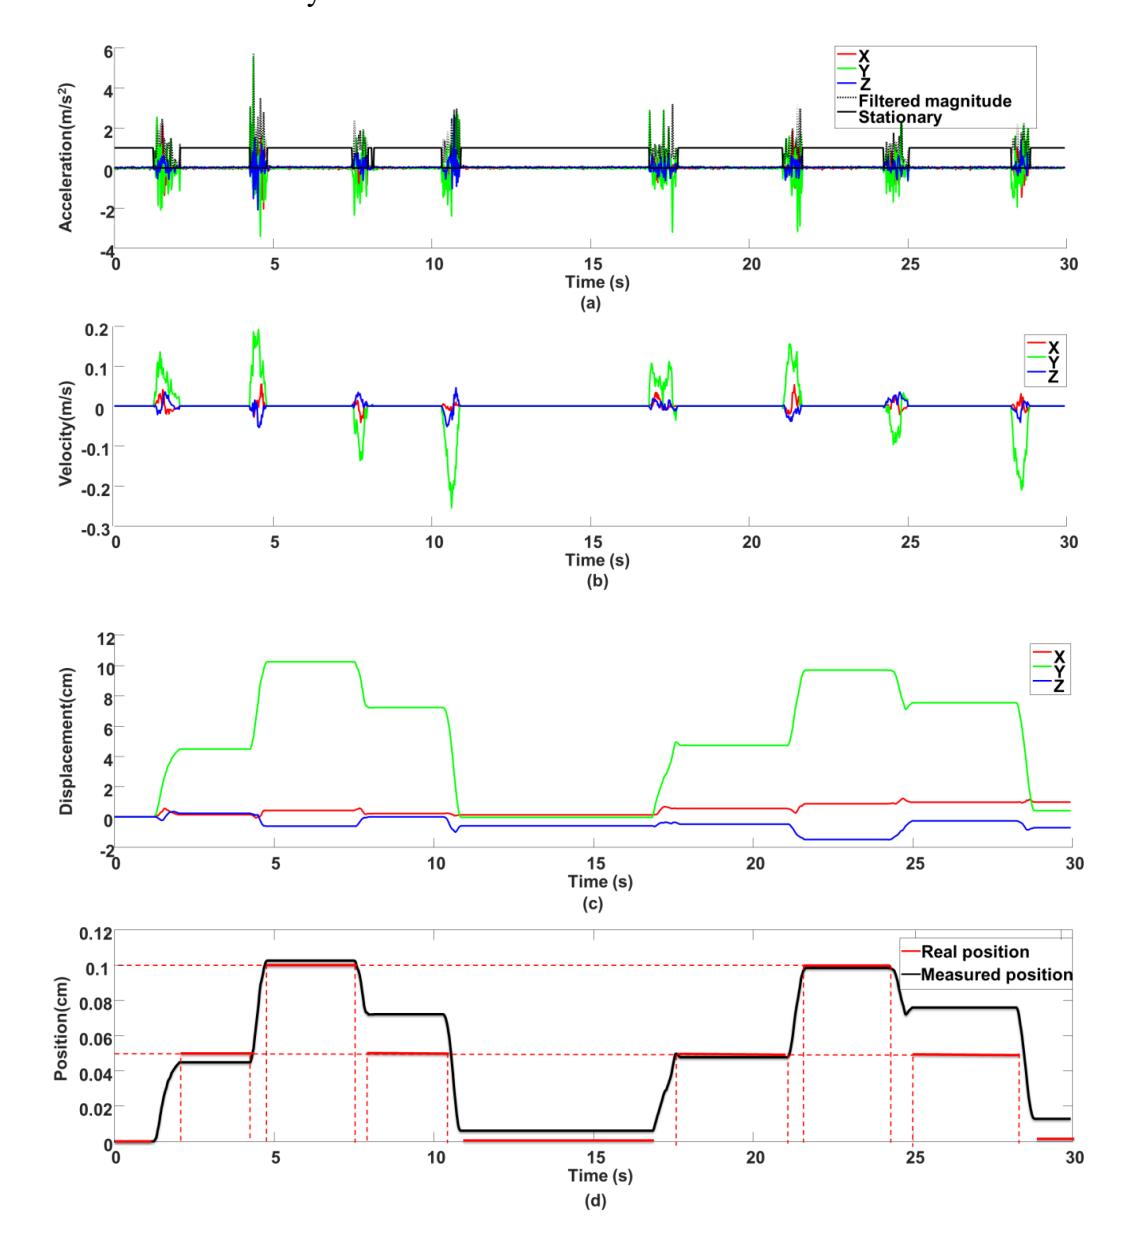 y
6
4
2
0
-2
-4
Acceleration(m/s²)
X
Y
Z
Filtered magnitude
Stationary
0 5 10 15 20 25 30
Time (s)
(a)
0.2
0.1
0
-0.1
-0.2
-0.3
Velocity(m/s)
X
Y
Z
0 5 10 15 20 25 30
Time (s)
(b)
12
10
8
6
4
2
0
-2
Displacement(cm)
X
Y
Z
0 5 10 15 20 25 30
Time (s)
(c)
0.12
0.1
0.08
0.06
0.04
0.02
0
Position(cm)
Real position
Measured position
0 5 10 15 20 25 30
Time (s)
(d)